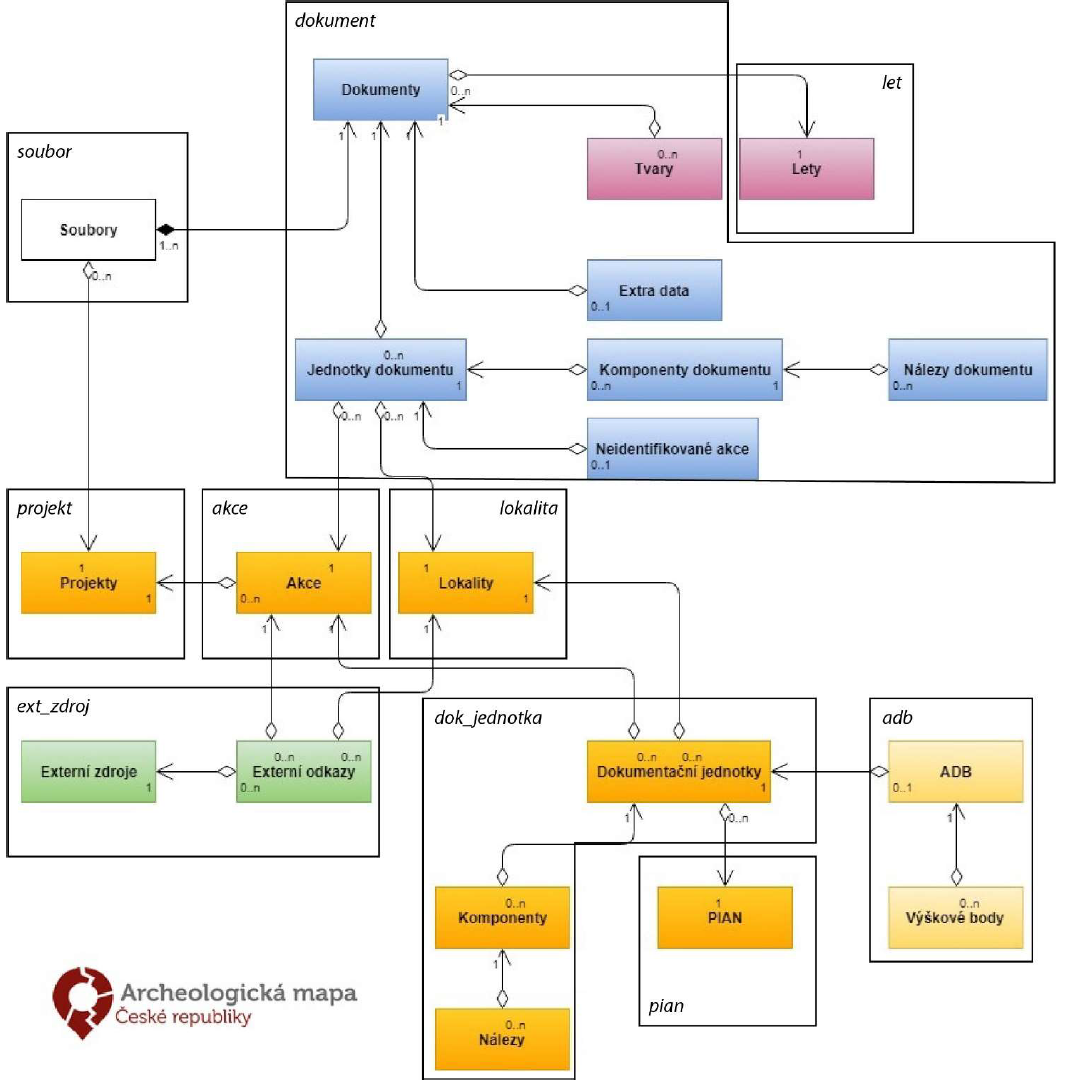 dokument
Dokumenty
0..n
1
1
1
1
let
0..n
Tvary
1
Lety
soubor
Soubory
1..n
0..n
Extra data
0..1
0..n
Jednotky dokumentu
1
Komponenty dokumentu
0..n
1
Nálezy dokumentu
0..n
0..n
0..n
1
Neidentifikované akce
0..1
projekt
1
Projekty
1
akce
1
Akce
0..n
1
1
lokalita
1
Lokality
1
1
ext_zdroj
Externí zdroje
1
0..n
0..n
Externí odkazy
0..n
dok_jednotka
0..n
0..n
Dokumentační jednotky
1
1
0..n
adb
ADB
0..1
1
0..n
Výškové body
0..n
Komponenty
1
0..n
Nálezy
1
PIAN
pian
Archeologická mapa
České republiky